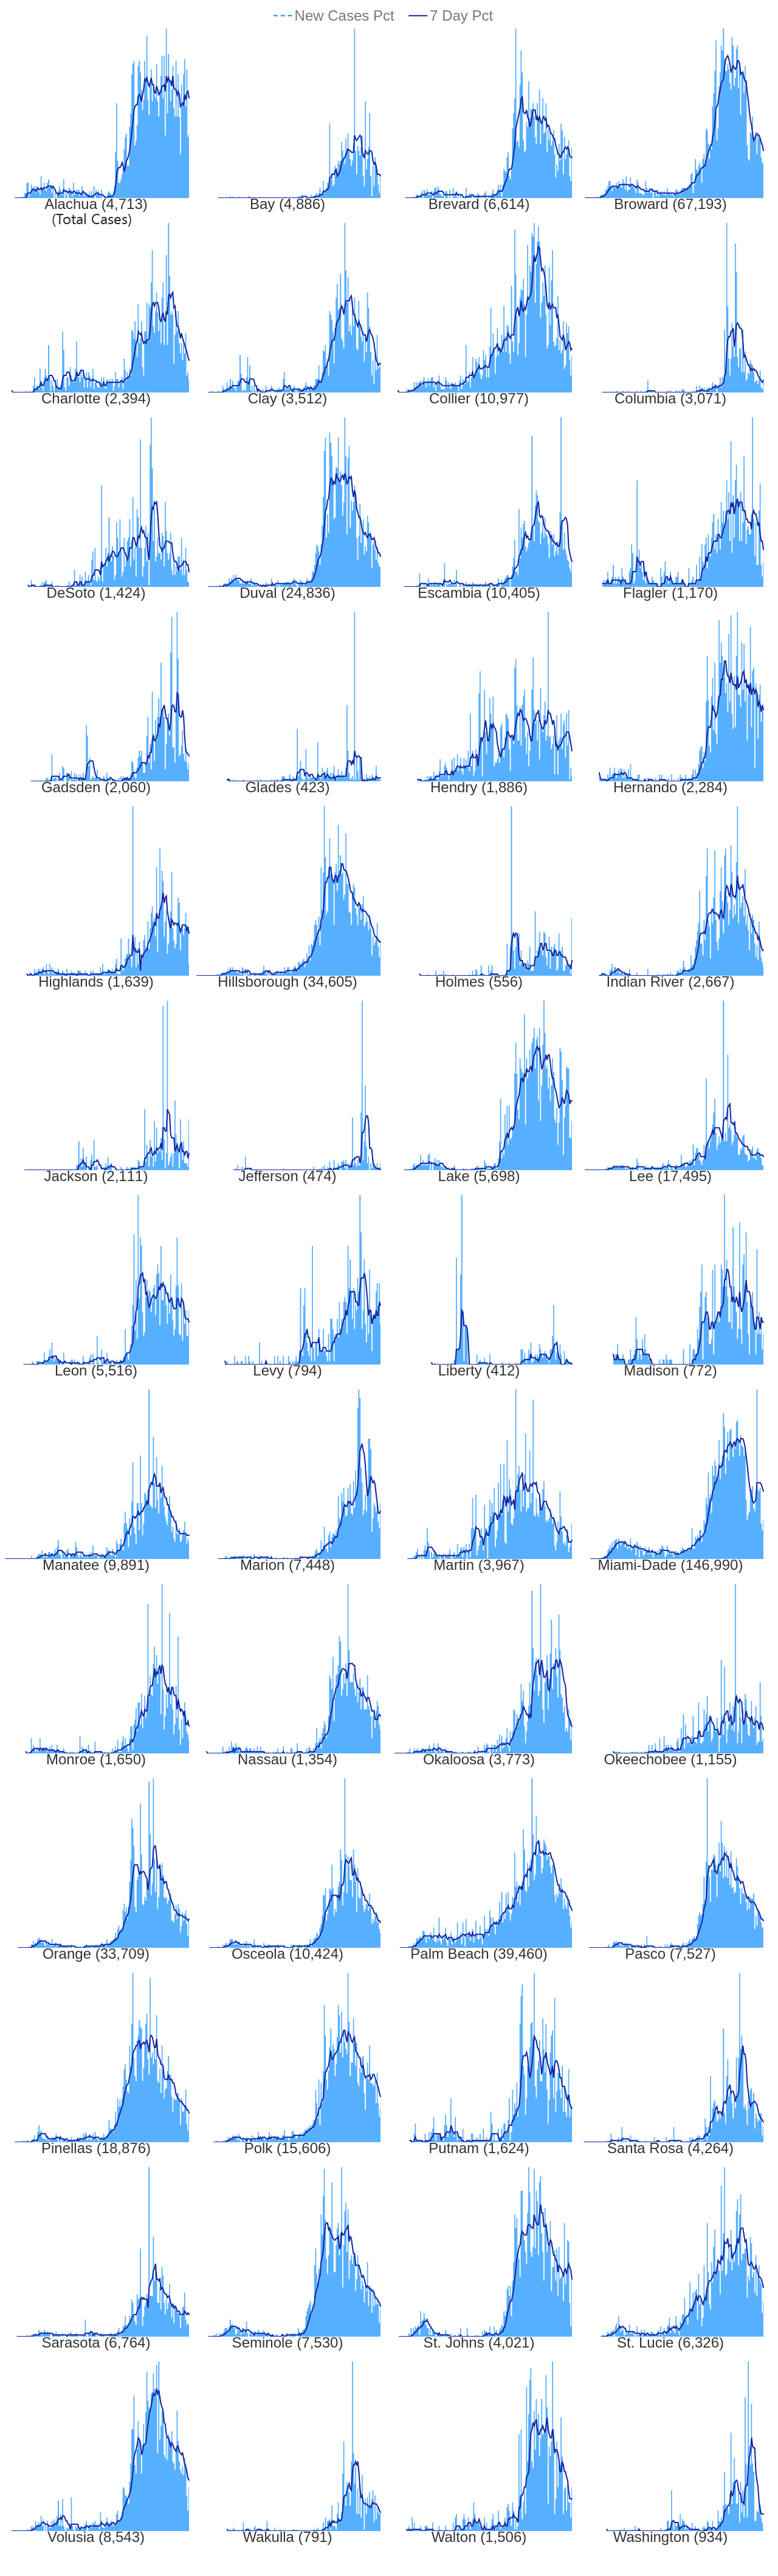 New Cases Pct 7 Day Pct
Alachua (4,713) Bay (4,886) Brevard (6,614) Broward (67,193)
(Total Cases)
Charlotte (2,394) Clay (3,512) Collier (10,977) Columbia (3,071)
DeSoto (1,424) Duval (24,836) Escambia (10,405) Flagler (1,170)
Gadsden (2,060) Glades (423) Hendry (1,886) Hernando (2,284)
Highlands (1,639) Hillsborough (34,605) Holmes (556) Indian River (2,667)
Jackson (2,111) Jefferson (474) Lake (5,698) Lee (17,495)
Leon (5,516) Levy (794) Liberty (412) Madison (772)
Manatee (9,891) Marion (7,448) Martin (3,967) Miami-Dade (146,990)
Monroe (1,650) Nassau (1,354) Okaloosa (3,773) Okeechobee (1,155)
Orange (33,709) Osceola (10,424) Palm Beach (39,460) Pasco (7,527)
Pinellas (18,876) Polk (15,606) Putnam (1,624) Santa Rosa (4,264)
Sarasota (6,764) Seminole (7,530) St. Johns (4,021) St. Lucie (6,326)
Volusia (8,543) Wakulla (791) Walton (1,506) Washington (934)